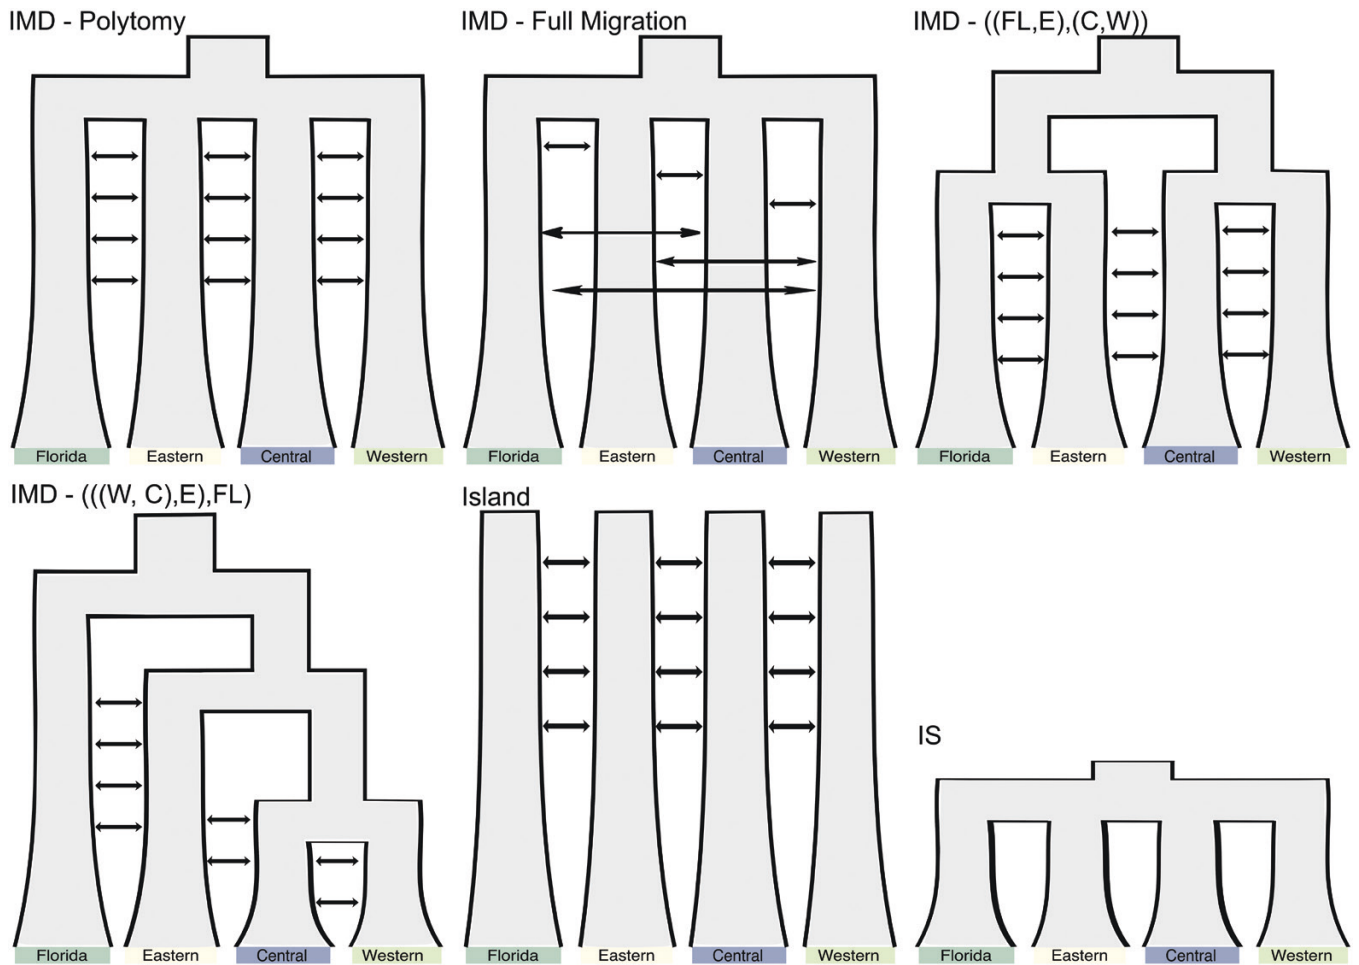 IMD - Polytomy
IMD - Full Migration
IMD - ((FL,E),(C,W))
Florida Eastern Central Western
Florida Eastern Central Western
Florida Eastern Central Western
IMD - (((W, C),E),FL)
Island
IS
Florida Eastern Central Western
Florida Eastern Central Western
Florida Eastern Central Western